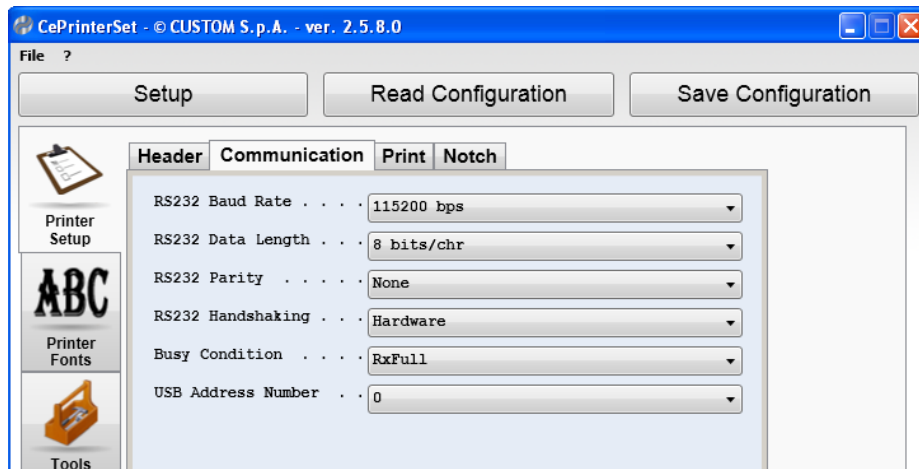 CePrinterSet - © CUSTOM S.p.A. - ver. 2.5.8.0
File ?
Setup Read Configuration Save Configuration
Header Communication Print Notch
RS232 Baud Rate . . . . 115200 bps
RS232 Data Length . . . 8 bits/chr
RS232 Parity . . . . . None
RS232 Handshaking . . . Hardware
Busy Condition . . . . RxFull
USB Address Number . . 0
Printer
Setup
ABC
Printer
Fonts
Tools